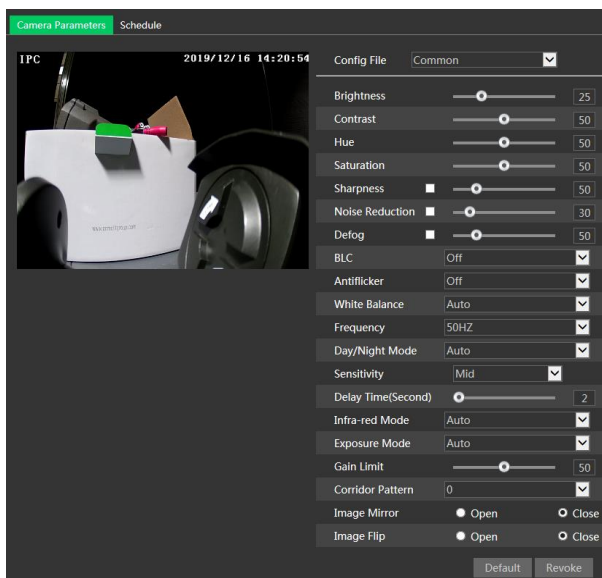 Camera Parameters Schedule
IPC 2019/12/16 14:20:54
Config File Common
Brightness 25
Contrast 50
Hue 50
Saturation 50
Sharpness 50
Noise Reduction 30
Defog 50
BLC Off
Antiflicker Off
White Balance Auto
Frequency 50HZ
Day/Night Mode Auto
Sensitivity Mid
Delay Time(Second) 2
Infra-red Mode Auto
Exposure Mode Auto
Gain Limit 50
Corridor Pattern 0
Image Mirror Open Close
Image Flip Open Close
Default Revoke